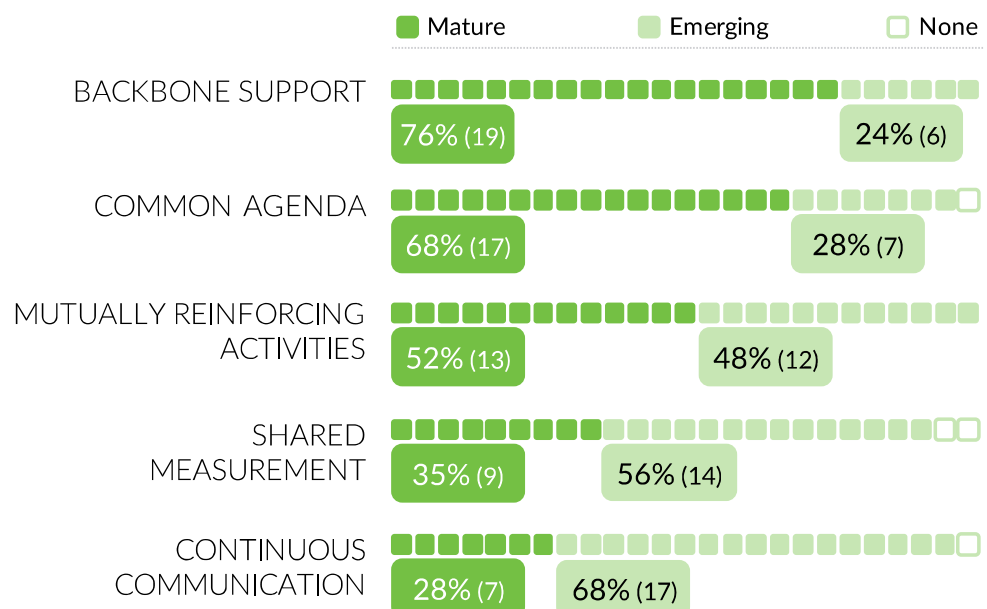 Mature Emerging None
BACKBONE SUPPORT
76% (19) 24% (6)
COMMON AGENDA
68% (17) 28% (7)
MUTUALLY REINFORCING
ACTIVITIES
52% (13) 48% (12)
SHARED
MEASUREMENT
35% (9) 56% (14)
CONTINUOUS
COMMUNICATION
28% (7) 68% (17)